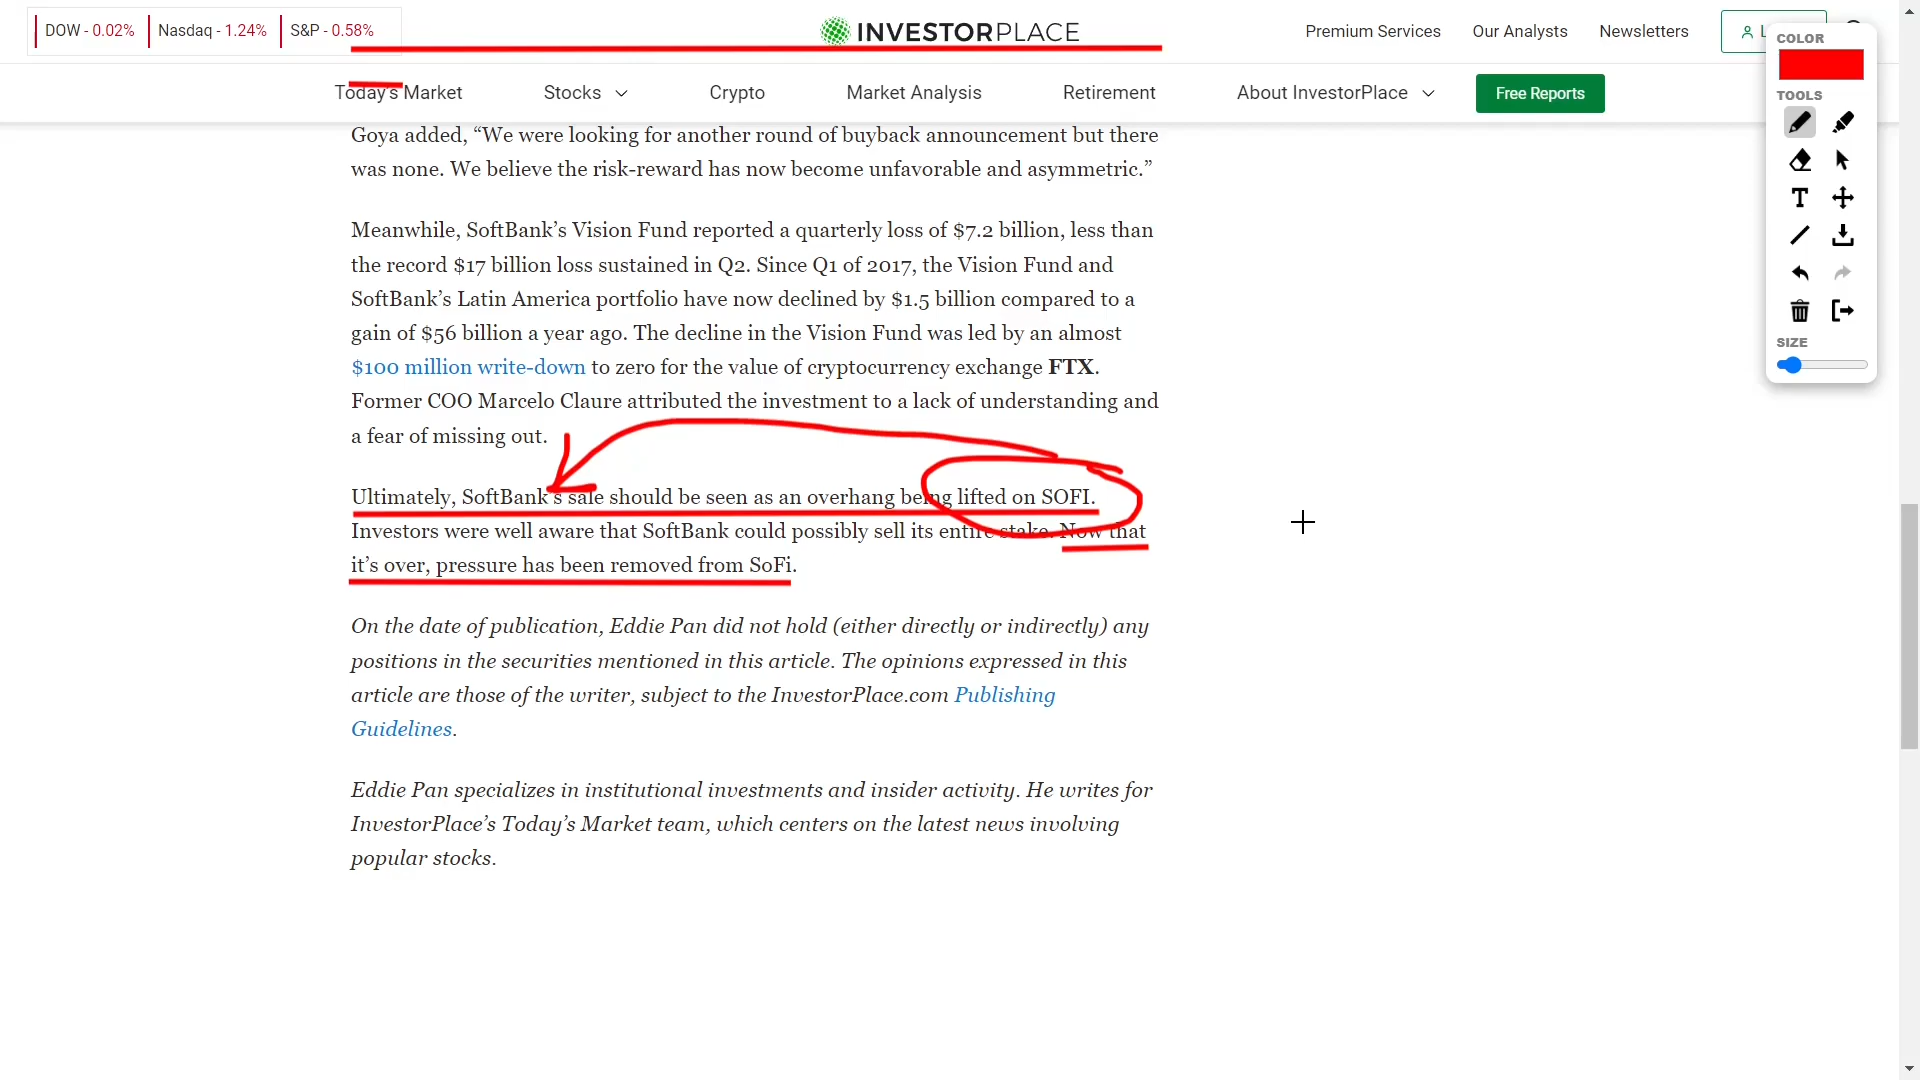 DOW - 0.02% Nasdaq - 1.24% S&P - 0.58%
INVESTORPLACE
Premium Services Our Analysts Newsletters
Today's Market Stocks Crypto Market Analysis Retirement About InvestorPlace Free Reports
Goya added, “We were looking for another round of buyback announcement but there
was none. We believe the risk-reward has now become unfavorable and asymmetric.”
Meanwhile, SoftBank’s Vision Fund reported a quarterly loss of $7.2 billion, less than
the record $17 billion loss sustained in Q2. Since Q1 of 2017, the Vision Fund and
SoftBank’s Latin America portfolio have now declined by $1.5 billion compared to a
gain of $56 billion a year ago. The decline in the Vision Fund was led by an almost
$100 million write-down to zero for the value of cryptocurrency exchange FTX.
Former COO Marcelo Claure attributed the investment to a lack of understanding and
a fear of missing out.
Ultimately, SoftBank’s sale should be seen as an overhang being lifted on SOFI.
Investors were well aware that SoftBank could possibly sell its entire stake. Now that
it’s over, pressure has been removed from SoFi.
On the date of publication, Eddie Pan did not hold (either directly or indirectly) any
positions in the securities mentioned in this article. The opinions expressed in this
article are those of the writer, subject to the InvestorPlace.com Publishing
Guidelines.
Eddie Pan specializes in institutional investments and insider activity. He writes for
InvestorPlace’s Today’s Market team, which centers on the latest news involving
popular stocks.
COLOR
TOOLS
SIZE